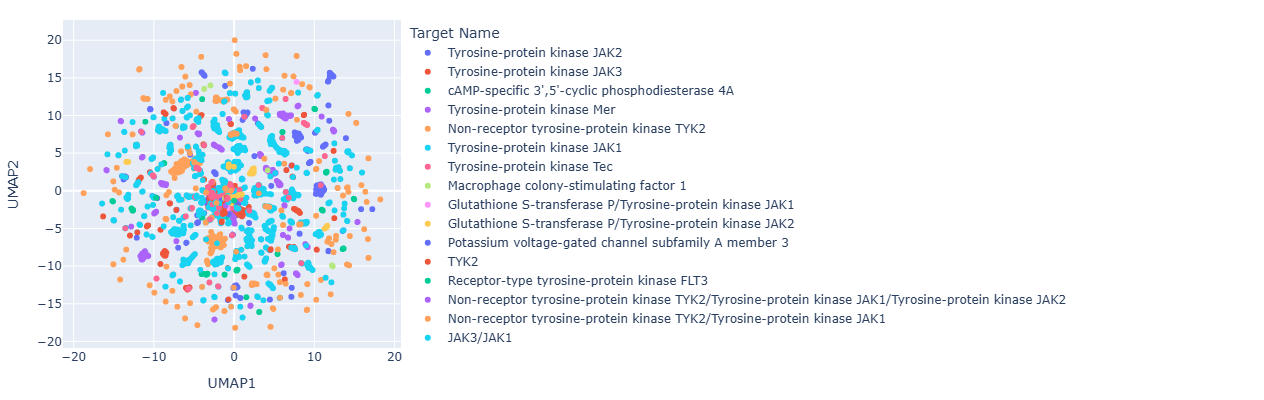 Target Name
Tyrosine-protein kinase JAK2
Tyrosine-protein kinase JAK3
cAMP-specific 3',5'-cyclic phosphodiesterase 4A
Tyrosine-protein kinase Mer
Non-receptor tyrosine-protein kinase TYK2
Tyrosine-protein kinase JAK1
Tyrosine-protein kinase Tec
Macrophage colony-stimulating factor 1
Glutathione S-transferase P/Tyrosine-protein kinase JAK1
Glutathione S-transferase P/Tyrosine-protein kinase JAK2
Potassium voltage-gated channel subfamily A member 3
TYK2
Receptor-type tyrosine-protein kinase FLT3
Non-receptor tyrosine-protein kinase TYK2/Tyrosine-protein kinase JAK1/Tyrosine-protein kinase JAK2
Non-receptor tyrosine-protein kinase TYK2/Tyrosine-protein kinase JAK1
JAK3/JAK1
20
15
10
5
0
−5
−10
−15
−20
−20 −10 0 10 20
UMAP1
UMAP2